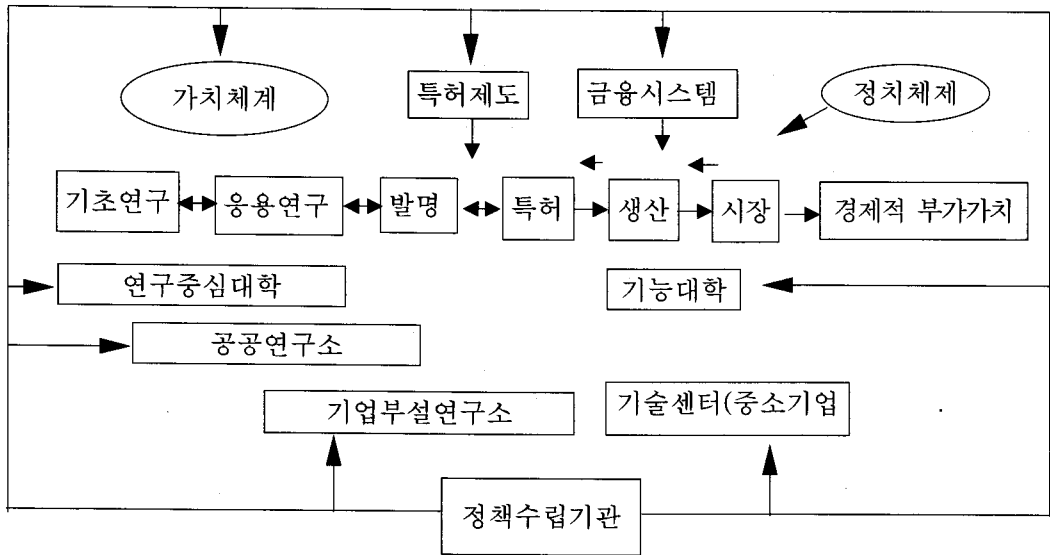 가치체계
특허제도
금융시스템
정치체제
기초연구
응용연구
발명
특허
생산
시장
경제적 부가가치
연구중심대학
기능대학
공공연구소
기업부설연구소
기술센터(중소기업
정책수립기관